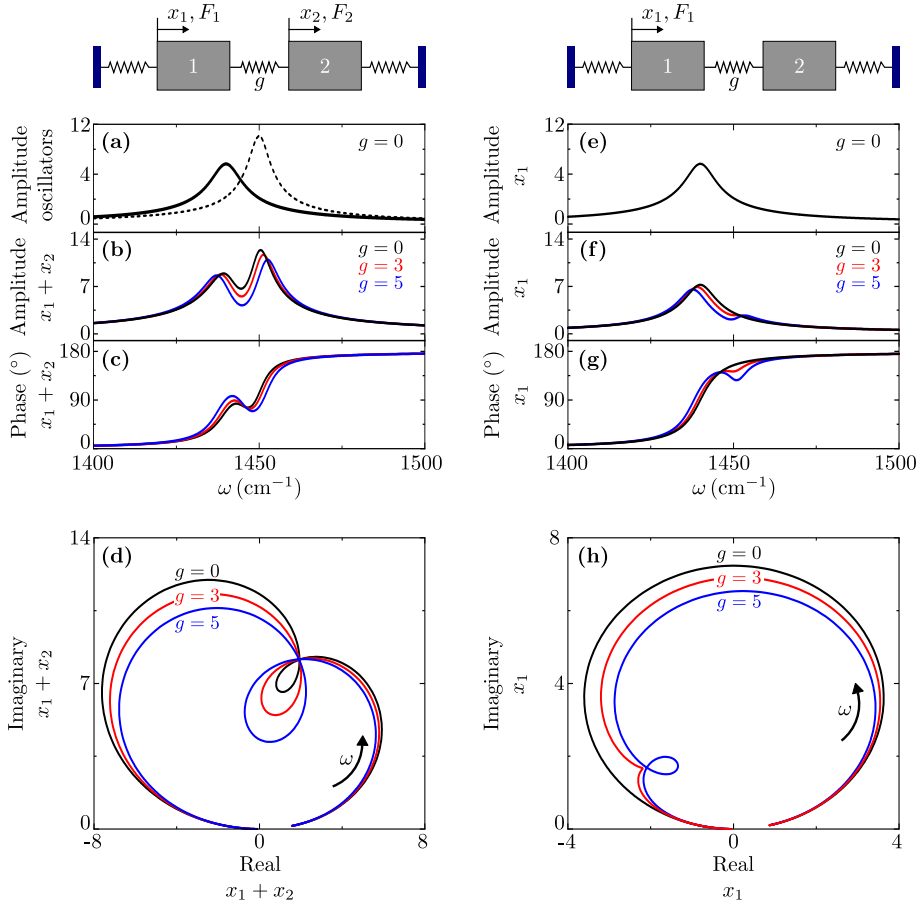 x₁, F₁ x₂, F₂
1 g 2
(a) g = 0
12
4
0
Amplitude oscillators
(b) g = 0
g = 3
g = 5
14
7
0
Amplitude x₁ + x₂
(c)
180
90
0
Phase (°) x₁ + x₂
1400 1450 1500
ω (cm⁻¹)
(d)
g = 0
g = 3
g = 5
ω
14
7
0
Imaginary x₁ + x₂
-8 0 8
Real
x₁ + x₂
x₁, F₁
1 g 2
(e) g = 0
12
4
0
Amplitude x₁
(f) g = 0
g = 3
g = 5
14
7
0
Amplitude x₁
(g)
180
90
0
Phase (°) x₁
1400 1450 1500
ω (cm⁻¹)
(h)
g = 0
g = 3
g = 5
ω
8
4
0
Imaginary x₁
-4 0 4
Real
x₁